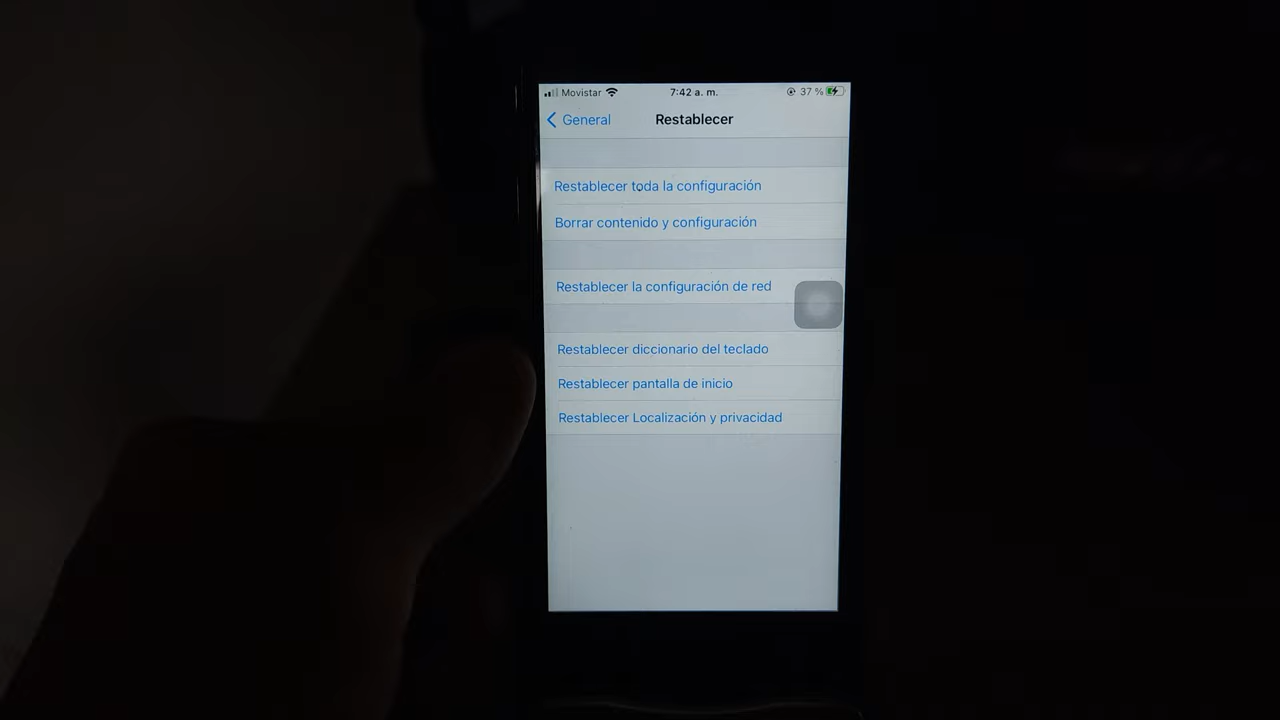 Movistar 7:42 a. m. 37 %
General Restablecer
Restablecer toda la configuración
Borrar contenido y configuración
Restablecer la configuración de red
Restablecer diccionario del teclado
Restablecer pantalla de inicio
Restablecer Localización y privacidad